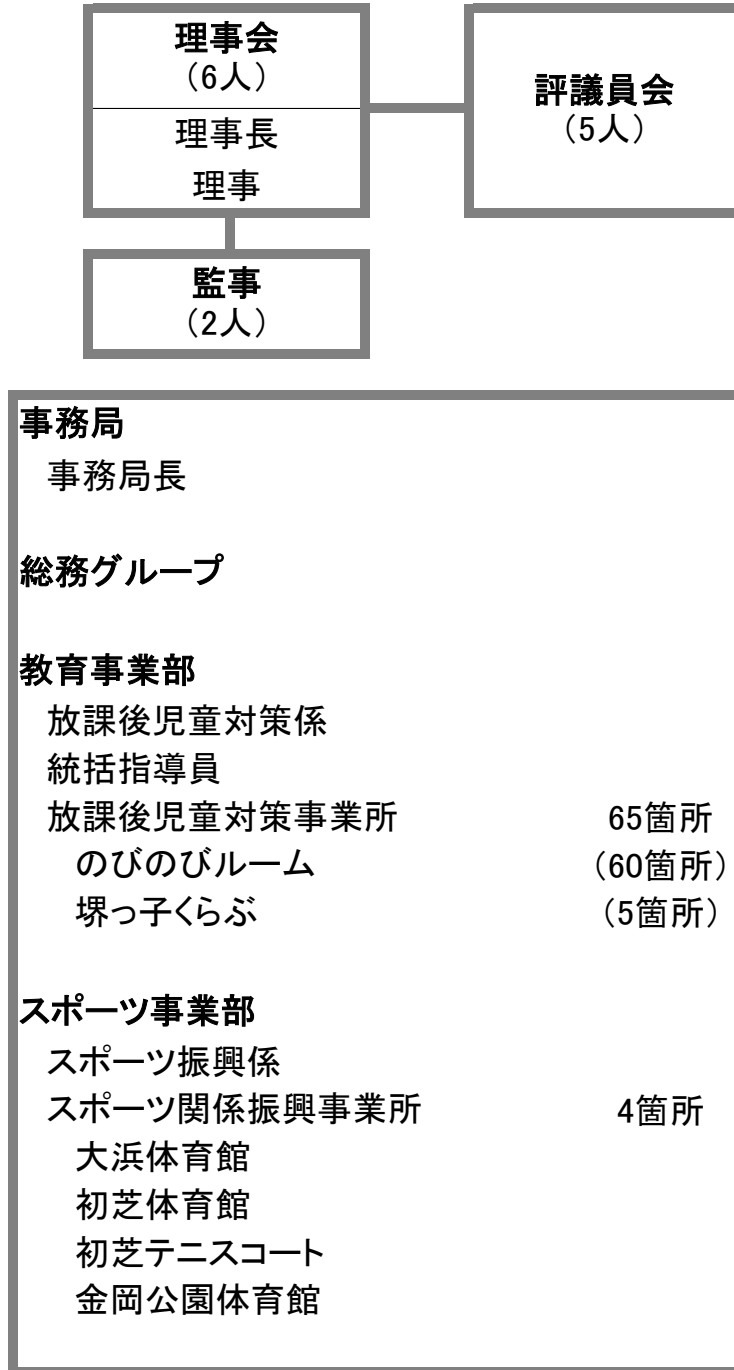 理事会
(6人)
理事長
理事
評議員会
(5人)
監事
(2人)
事務局
事務局長
総務グループ
教育事業部
放課後児童対策係
統括指導員
放課後児童対策事業所 65箇所
のびのびルーム (60箇所)
堺っ子くらぶ (5箇所)
スポーツ事業部
スポーツ振興係
スポーツ関係振興事業所 4箇所
大浜体育館
初芝体育館
初芝テニスコート
金岡公園体育館